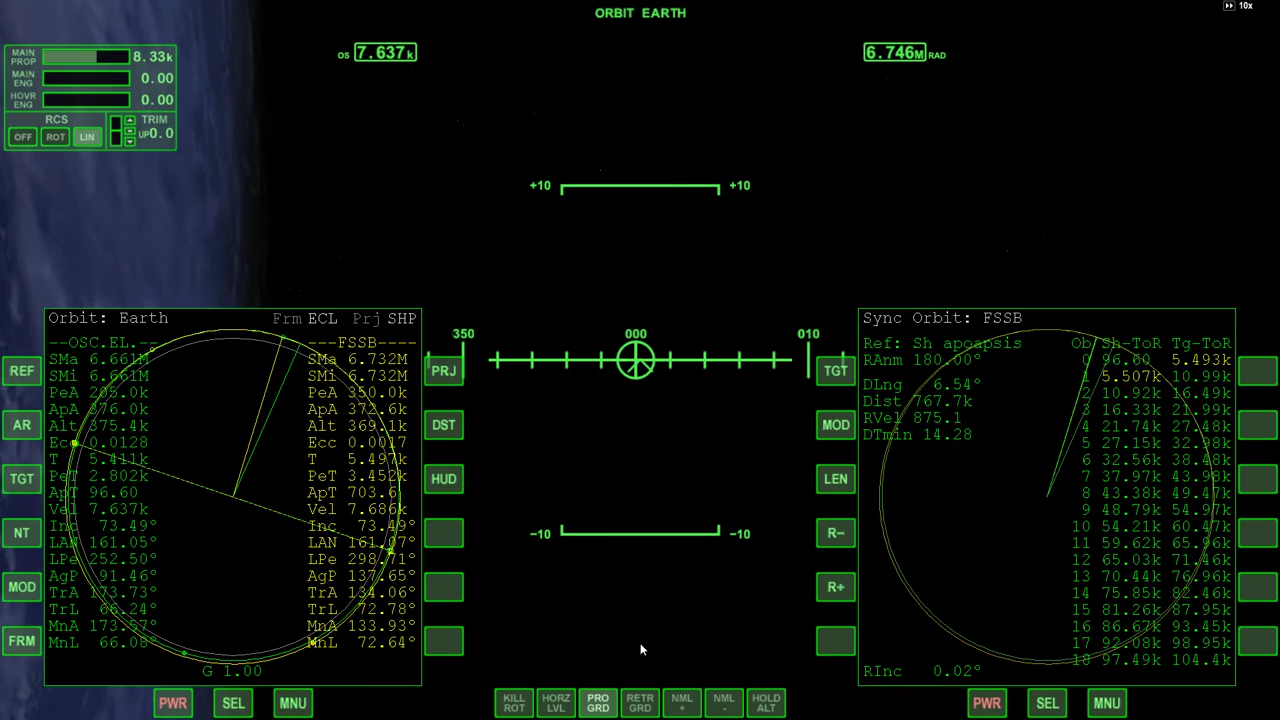 ORBIT EARTH
10x
MAIN PROP 8.33k
MAIN ENG 0.00
HOVR ENG 0.00
RCS TRIM
OFF ROT LIN UP0.0
OS 7.637k
6.746M RAD
+10 +10
350 000 010
-10 -10
Orbit: Earth Frm ECL Prj SHP
--OSC.EL.-- ---FSSB---
SMa 6.661M SMa 6.732M
SMi 6.661M SMi 6.732M
PeA 205.0k PeA 350.0k
ApA 376.0k ApA 372.6k
Alt 375.4k Alt 369.1k
Ecc 0.0128 Ecc 0.0017
T 5.411k T 5.497k
PeT 2.802k PeT 3.452k
ApT 96.60 ApT 703.6
Vel 7.637k Vel 7.686k
Inc 73.49° Inc 73.49°
LAN 161.05° LAN 161.07°
LPe 252.50° LPe 298.71°
AgP 91.46° AgP 137.65°
TrA 173.73° TrA 134.06°
TrL 66.24° TrL 72.78°
MnA 173.57° MnA 133.93°
MnL 66.08° MnL 72.64°
G 1.00
REF
AR
TGT
NT
MOD
FRM
PRJ
DST
HUD
PWR SEL MNU
KILL ROT
HORZ LVL
PRO GRD
RETR GRD
NML +
NML -
HOLD ALT
TGT
MOD
LEN
R-
R+
Sync Orbit: FSSB
Ref: Sh apoapsis
RAnm 180.00°
DLng 6.54°
Dist 767.7k
RVel 875.1
DTmin 14.28
Ob Sh-ToR Tg-ToR
0 96.60 5.493k
1 5.507k 10.99k
2 10.92k 16.49k
3 16.33k 21.99k
4 21.74k 27.48k
5 27.15k 32.98k
6 32.56k 38.48k
7 37.97k 43.98k
8 43.38k 49.47k
9 48.79k 54.97k
10 54.21k 60.47k
11 59.62k 65.96k
12 65.03k 71.46k
13 70.44k 76.96k
14 75.85k 82.46k
15 81.26k 87.95k
16 86.67k 93.45k
17 92.08k 98.95k
18 97.49k 104.4k
RInc 0.02°
PWR SEL MNU